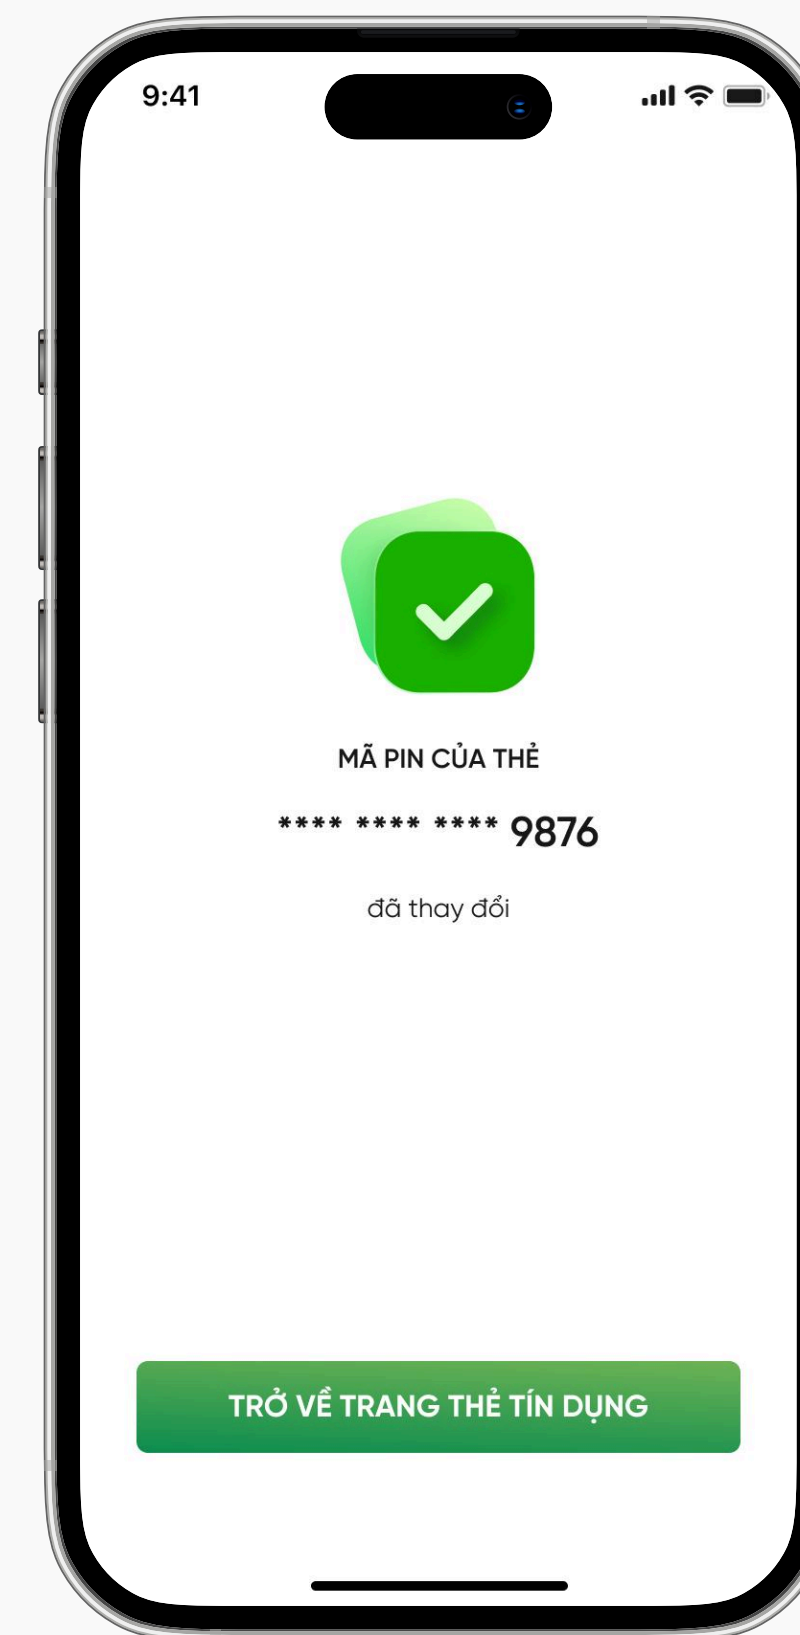 9:41
MÃ PIN CỦA THẺ
**** **** **** 9876
đã thay đổi
TRỞ VỀ TRANG THẺ TÍN DỤNG